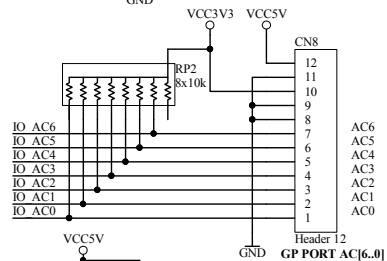 GND
VCC3V3 VCC5V
CN8
RP2
8x10k
12
11
10
9
8
IO_AC6 7 AC6
IO_AC5 6 AC5
IO_AC4 5 AC4
IO_AC3 4 AC3
IO_AC2 3 AC2
IO_AC1 2 AC1
IO_AC0 1 AC0
Header 12
VCC5V
GND GP PORT AC[6..0]